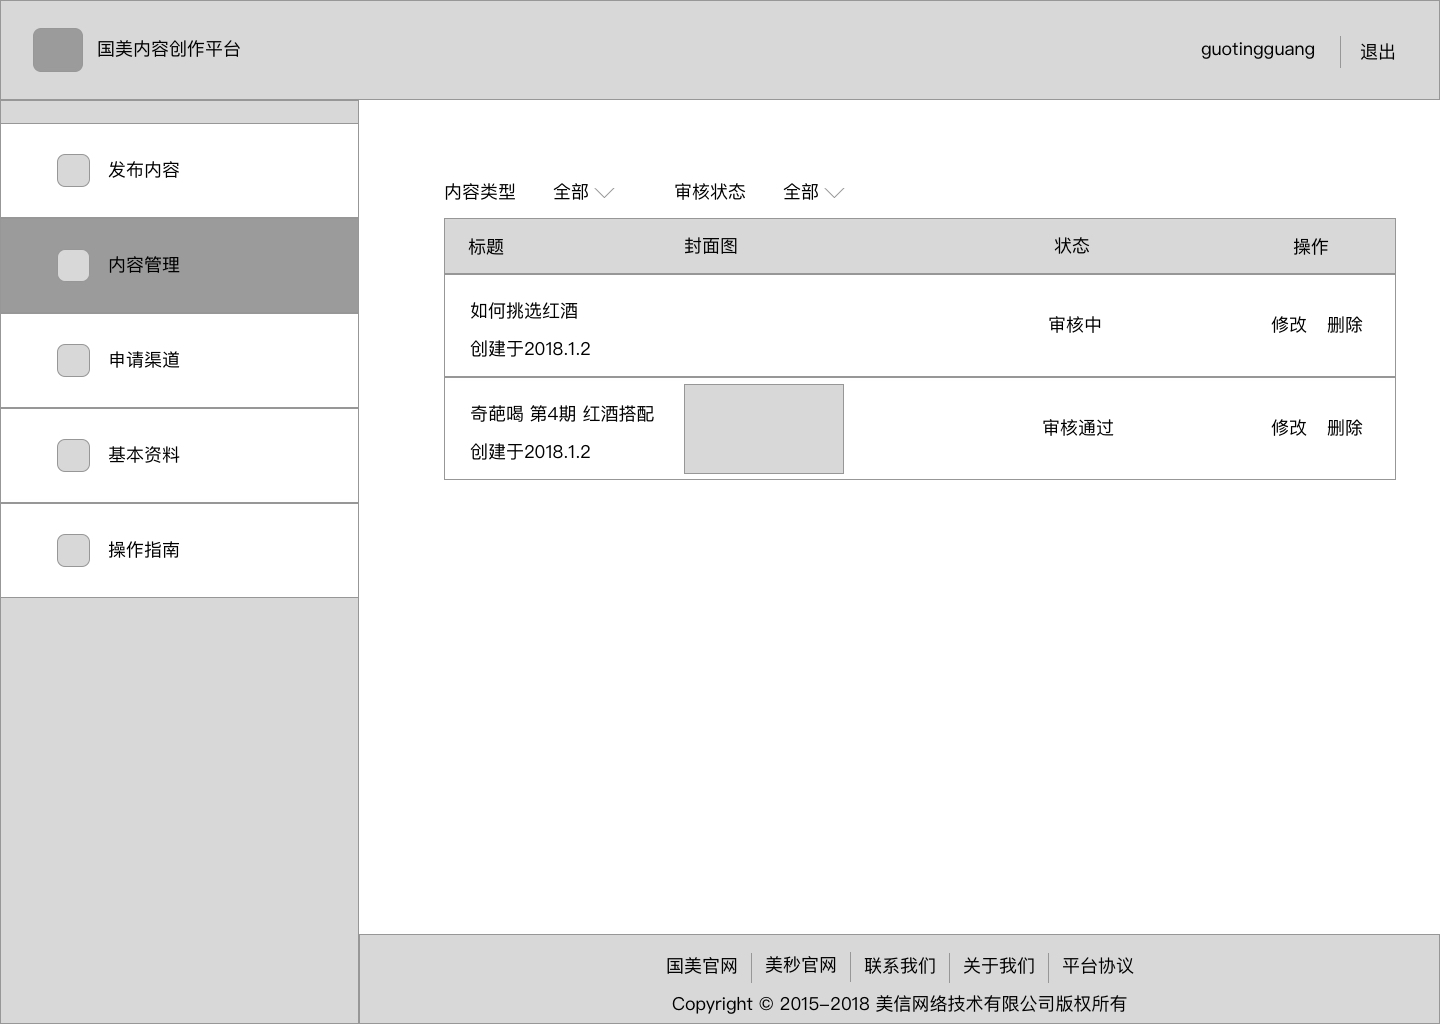 国美内容创作平台
guotingguang 退出
发布内容
内容管理
申请渠道
基本资料
操作指南
内容类型 全部 审核状态 全部
标题 封面图 状态 操作
如何挑选红酒
创建于2018.1.2
审核中 修改 删除
奇葩喝 第4期 红酒搭配
创建于2018.1.2
审核通过 修改 删除
国美官网 美秒官网 联系我们 关于我们 平台协议
Copyright © 2015-2018 美信网络技术有限公司版权所有